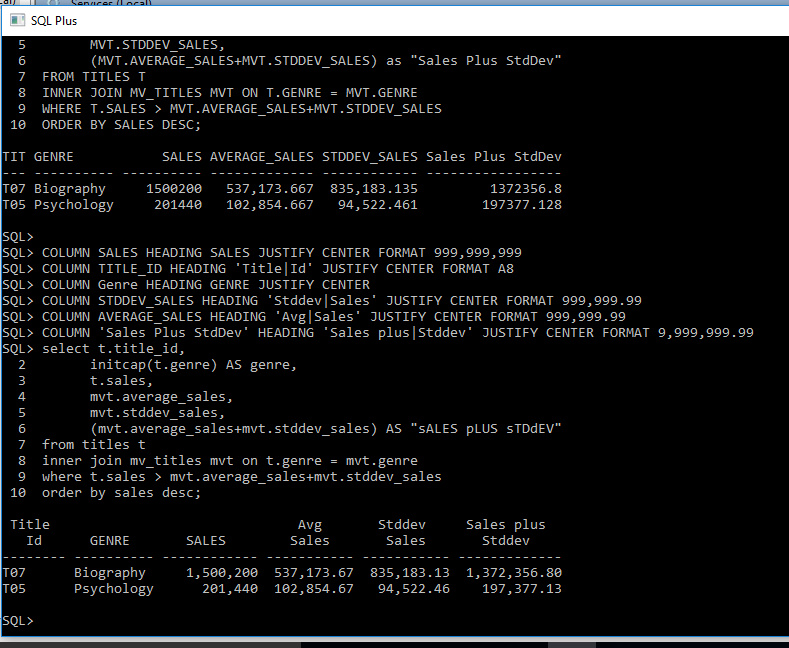 Services (Local)
SQL Plus
  5         MVT.STDDEV_SALES,
  6         (MVT.AVERAGE_SALES+MVT.STDDEV_SALES) as "Sales Plus StdDev"
  7  FROM TITLES T
  8  INNER JOIN MV_TITLES MVT ON T.GENRE = MVT.GENRE
  9  WHERE T.SALES > MVT.AVERAGE_SALES+MVT.STDDEV_SALES
 10  ORDER BY SALES DESC;
TIT GENRE           SALES AVERAGE_SALES STDDEV_SALES Sales Plus StdDev
--- ---------- ---------- ------------- ------------ -----------------
T07 Biography     1500200   537,173.667  835,183.135         1372356.8
T05 Psychology     201440   102,854.667   94,522.461        197377.128
SQL>
SQL> COLUMN SALES HEADING SALES JUSTIFY CENTER FORMAT 999,999,999
SQL> COLUMN TITLE_ID HEADING 'Title|Id' JUSTIFY CENTER FORMAT A8
SQL> COLUMN Genre HEADING GENRE JUSTIFY CENTER
SQL> COLUMN STDDEV_SALES HEADING 'Stddev|Sales' JUSTIFY CENTER FORMAT 999,999.99
SQL> COLUMN AVERAGE_SALES HEADING 'Avg|Sales' JUSTIFY CENTER FORMAT 999,999.99
SQL> COLUMN 'Sales Plus StdDev' HEADING 'Sales plus|Stddev' JUSTIFY CENTER FORMAT 9,999,999.99
SQL> select t.title_id,
  2        initcap(t.genre) AS genre,
  3        t.sales,
  4        mvt.average_sales,
  5        mvt.stddev_sales,
  6        (mvt.average_sales+mvt.stddev_sales) AS "sALES pLUS sTDdEV"
  7  from titles t
  8  inner join mv_titles mvt on t.genre = mvt.genre
  9  where t.sales > mvt.average_sales+mvt.stddev_sales
 10  order by sales desc;
 Title                               Avg       Stddev     Sales plus
   Id      GENRE       SALES        Sales       Sales       Stddev
-------- ---------- ------------ ----------- ----------- -------------
T07      Biography     1,500,200  537,173.67  835,183.13  1,372,356.80
T05      Psychology      201,440  102,854.67   94,522.46    197,377.13
SQL>